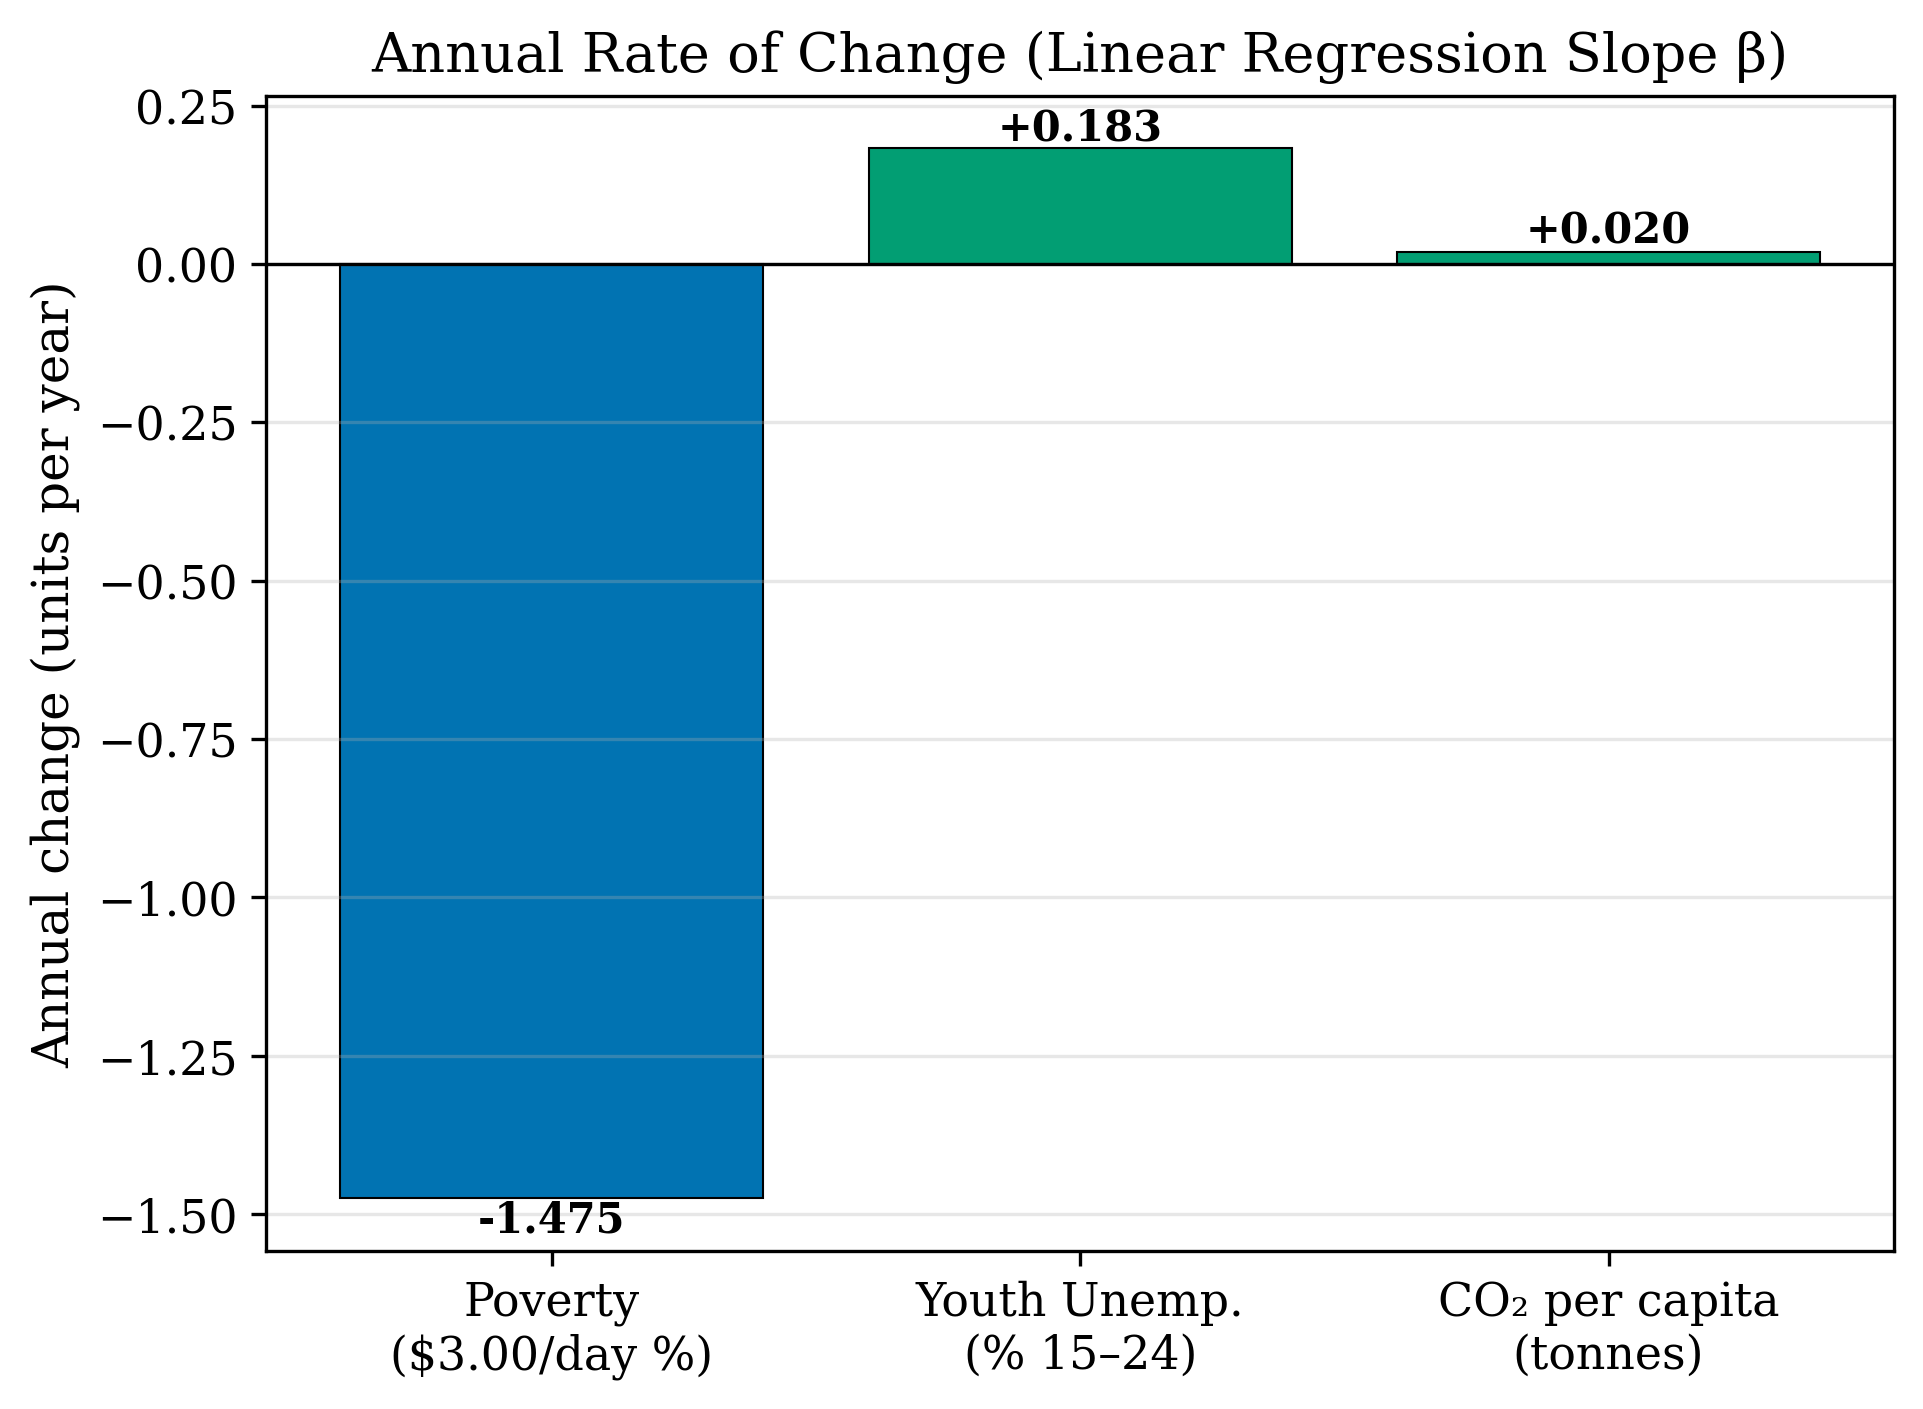 Annual Rate of Change (Linear Regression Slope β)
Annual change (units per year)
0.25
0.00
−0.25
−0.50
−0.75
−1.00
−1.25
−1.50
+0.183
+0.020
-1.475
Poverty
($3.00/day %)
Youth Unemp.
(% 15–24)
CO₂ per capita
(tonnes)